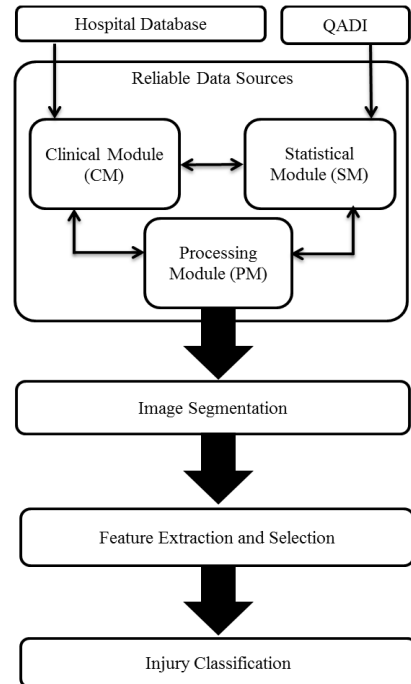 Hospital Database
QADI
Reliable Data Sources
Clinical Module
(CM)
Statistical
Module (SM)
Processing
Module (PM)
Image Segmentation
Feature Extraction and Selection
Injury Classification